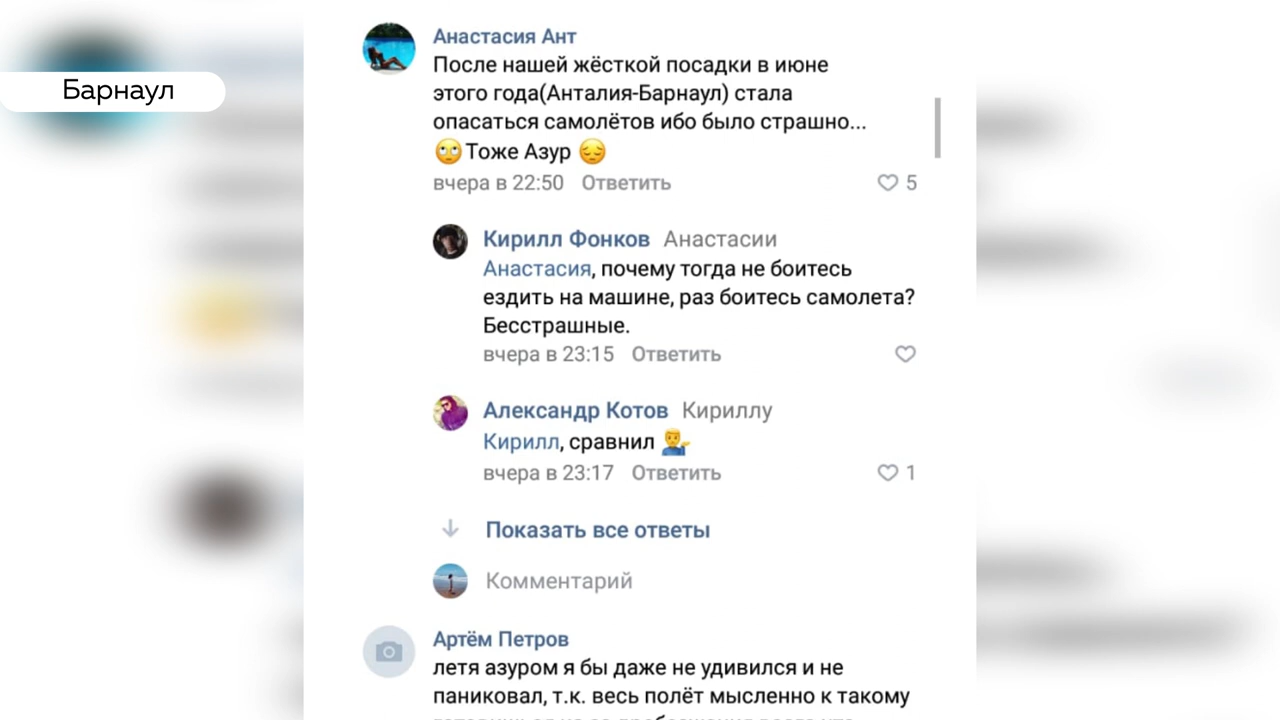 Барнаул
Анастасия Ант
После нашей жёсткой посадки в июне
этого года(Анталия-Барнаул) стала
опасаться самолётов ибо было страшно...
🙄Тоже Азур 😔
вчера в 22:50 Ответить 5
Кирилл Фонков Анастасии
Анастасия, почему тогда не боитесь
ездить на машине, раз боитесь самолета?
Бесстрашные.
вчера в 23:15 Ответить
Александр Котов Кириллу
Кирилл, сравнил 💁‍♂️
вчера в 23:17 Ответить 1
Показать все ответы
Комментарий
Артём Петров
летя азуром я бы даже не удивился и не
паниковал, т.к. весь полёт мысленно к такому